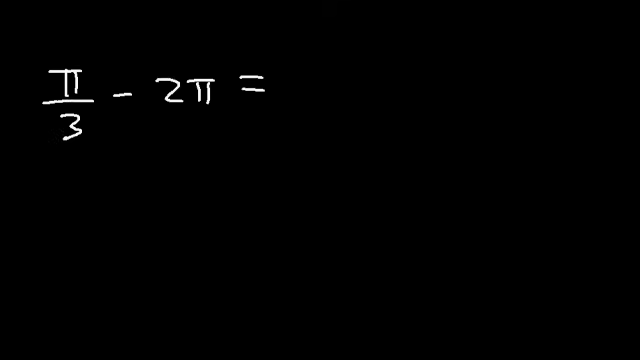 π/3 - 2π =